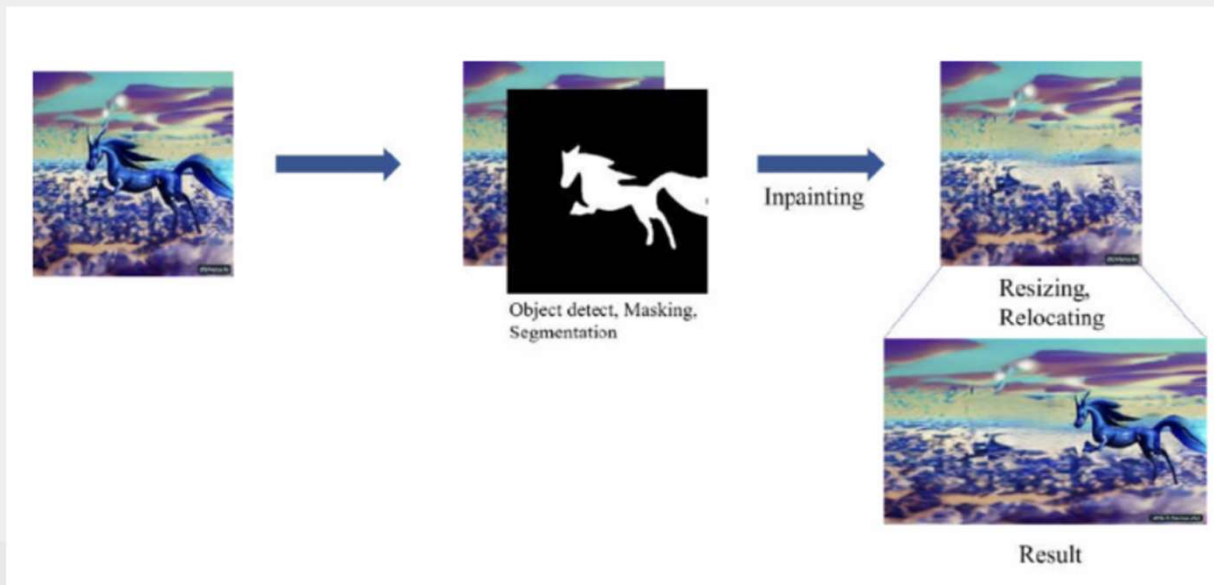 Object detect, Masking,
Segmentation
Inpainting
Resizing,
Relocating
Result